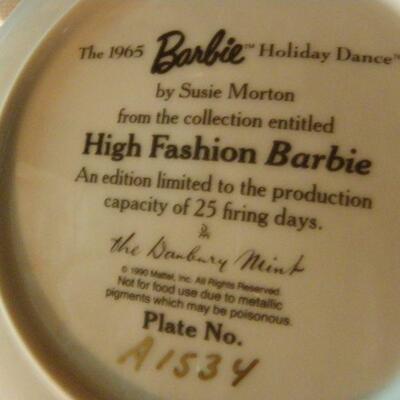 The 1965 Barbie™ Holiday Dance™
by Susie Morton
from the collection entitled
High Fashion Barbie
An edition limited to the production
capacity of 25 firing days.
DM
the Danbury Mint
© 1990 Mattel, Inc. All Rights Reserved.
Not for food use due to metallic
pigments which may be poisonous.
Plate No.
A1534